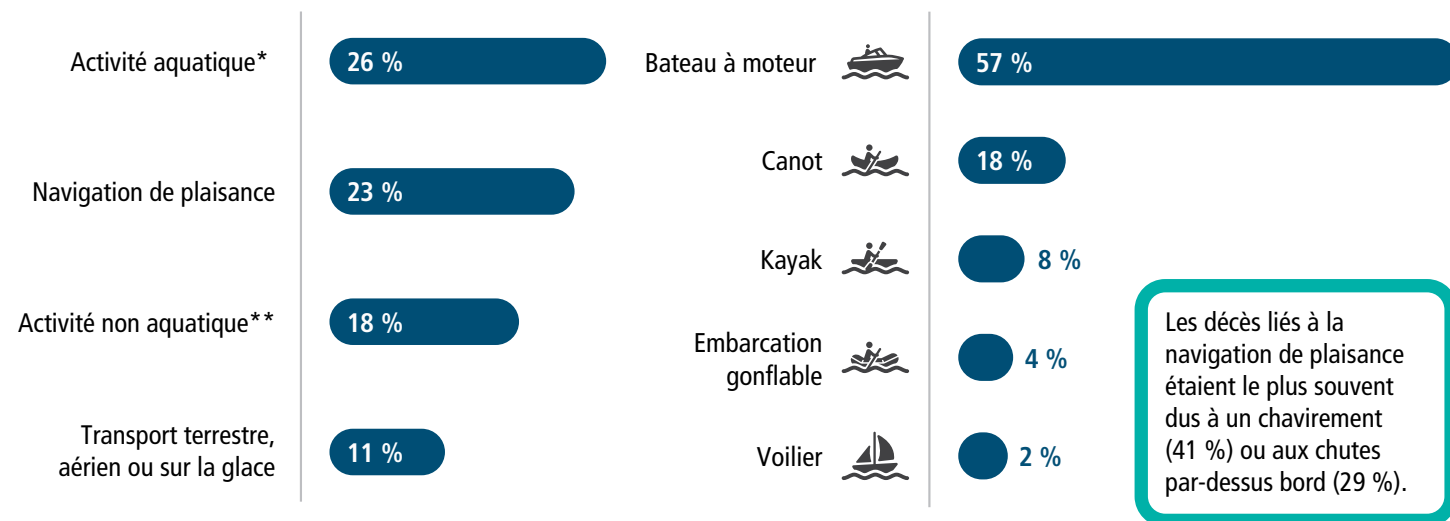 Activité aquatique*
26 %
Navigation de plaisance
23 %
Activité non aquatique**
18 %
Transport terrestre,
aérien ou sur la glace
11 %
Bateau à moteur
57 %
Canot
18 %
Kayak
8 %
Embarcation
gonflable
4 %
Voilier
2 %
Les décès liés à la
navigation de plaisance
étaient le plus souvent
dus à un chavirement
(41 %) ou aux chutes
par-dessus bord (29 %).